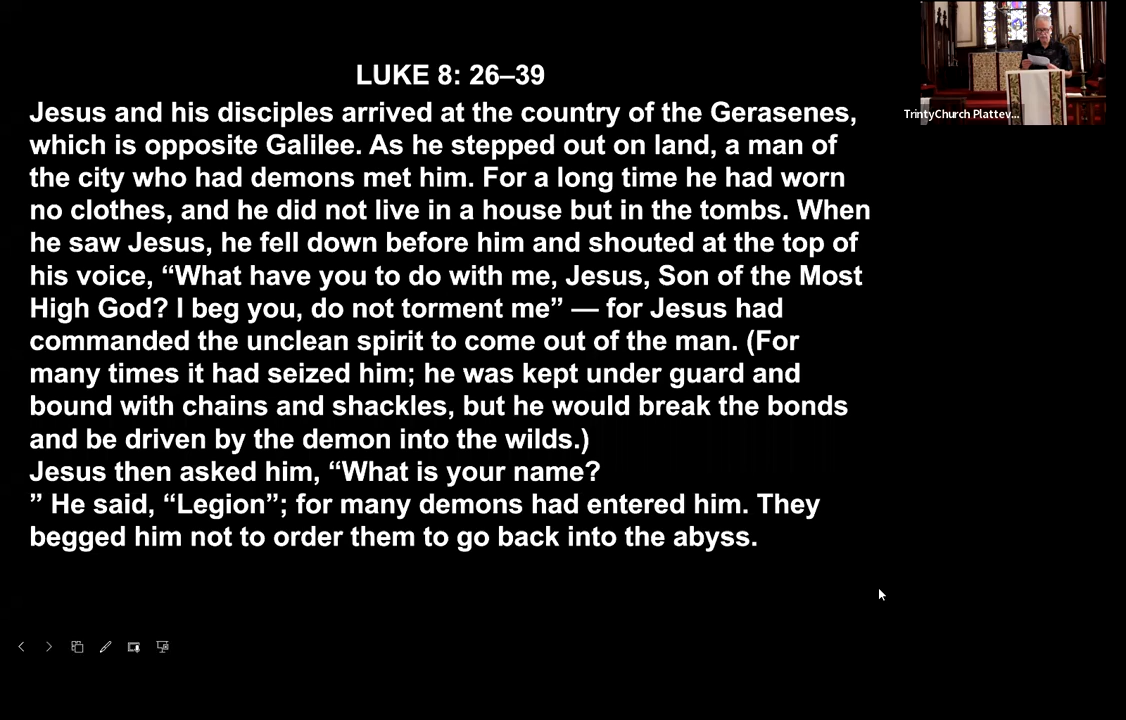 LUKE 8: 26–39
Jesus and his disciples arrived at the country of the Gerasenes,
which is opposite Galilee. As he stepped out on land, a man of
the city who had demons met him. For a long time he had worn
no clothes, and he did not live in a house but in the tombs. When
he saw Jesus, he fell down before him and shouted at the top of
his voice, “What have you to do with me, Jesus, Son of the Most
High God? I beg you, do not torment me” — for Jesus had
commanded the unclean spirit to come out of the man. (For
many times it had seized him; he was kept under guard and
bound with chains and shackles, but he would break the bonds
and be driven by the demon into the wilds.)
Jesus then asked him, “What is your name?
” He said, “Legion”; for many demons had entered him. They
begged him not to order them to go back into the abyss.
TrintyChurch Plattev...